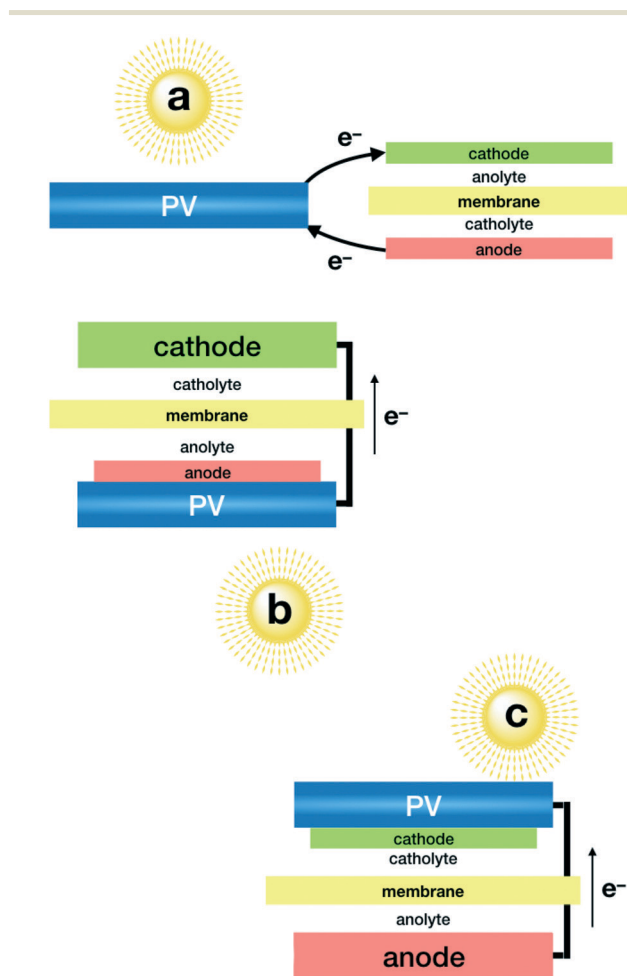 a
e⁻
cathode
anolyte
PV
membrane
catholyte
anode
e⁻
cathode
catholyte
membrane
e⁻
anolyte
anode
PV
b
c
PV
cathode
catholyte
membrane
e⁻
anolyte
anode